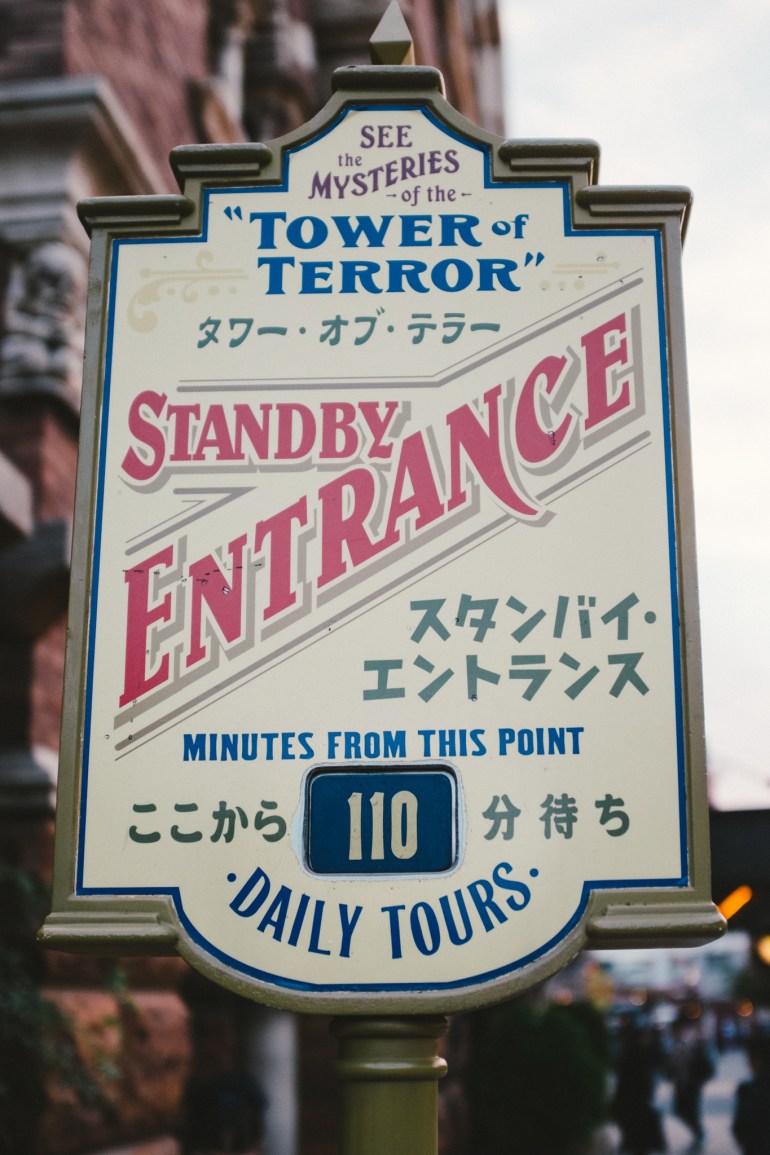 SEE
the MYSTERIES
-of the-
"TOWER of
TERROR"
タワー・オブ・テラー
STANDBY
ENTRANCE
スタンバイ・
エントランス
MINUTES FROM THIS POINT
ここから 110 分待ち
·DAILY TOURS·